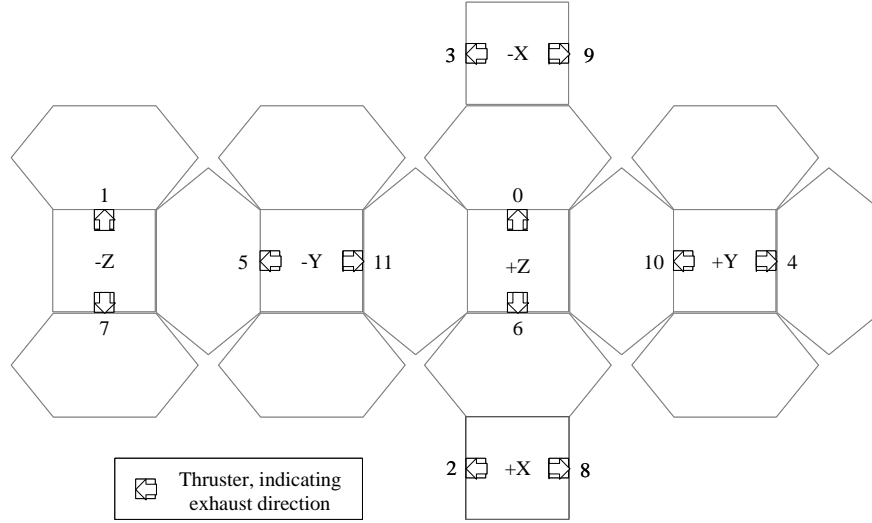 3 -X 9
1 0
-Z 5 -Y 11 +Z 10 +Y 4
7 6
2 +X 8
Thruster, indicating
exhaust direction